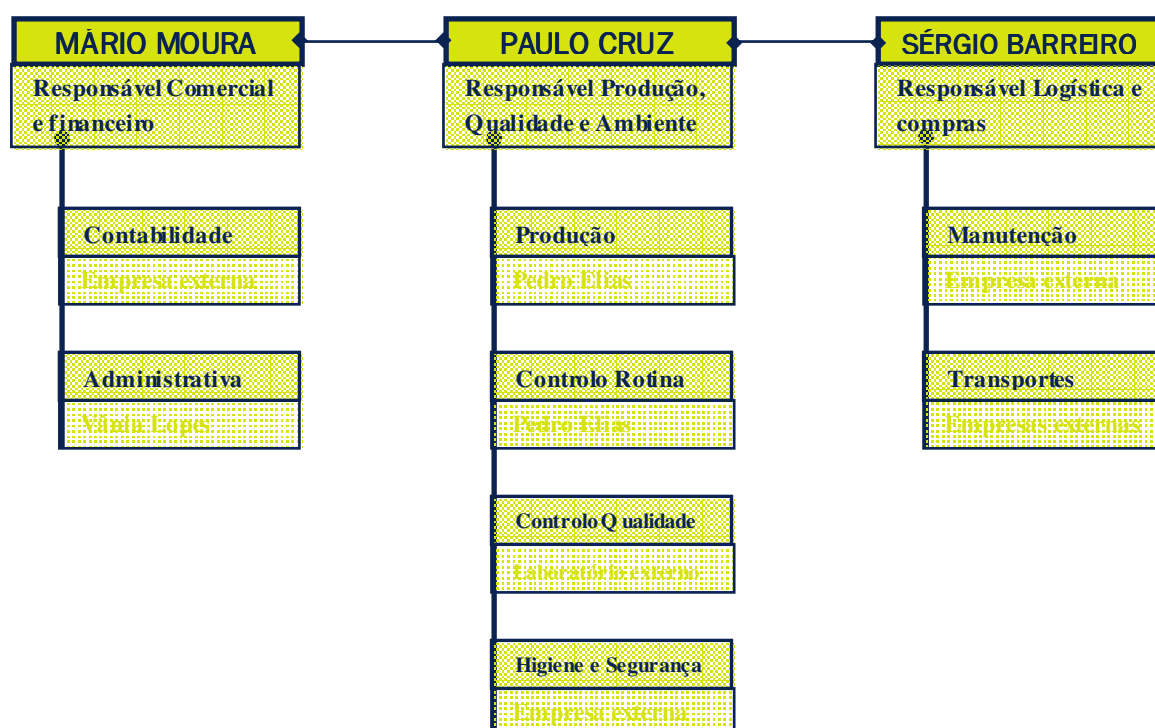 MÁRIO MOURA
Responsável Comercial
e financeiro
Contabilidade
Empresa externa
Administrativa
Vânia Lopes
PAULO CRUZ
Responsável Produção,
Qualidade e Ambiente
Produção
Pedro Elias
Controlo Rotina
Pedro Elias
Controlo Qualidade
Laboratório externo
Higiene e Segurança
Empresa externa
SÉRGIO BARREIRO
Responsável Logística e
compras
Manutenção
Empresa externa
Transportes
Empresas externas